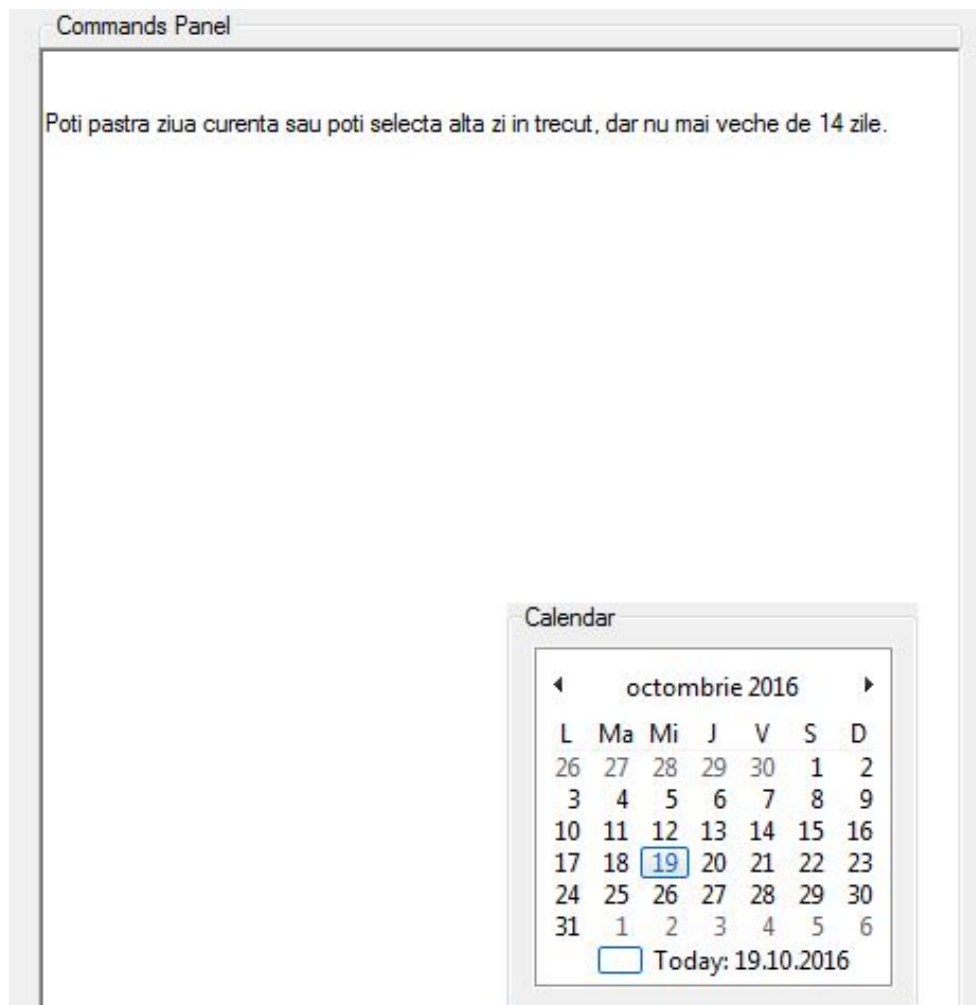 Commands Panel
Poti pastra ziua curenta sau poti selecta alta zi in trecut, dar nu mai veche de 14 zile.
Calendar
octombrie 2016
L Ma Mi J V S D
26 27 28 29 30 1 2
3 4 5 6 7 8 9
10 11 12 13 14 15 16
17 18 19 20 21 22 23
24 25 26 27 28 29 30
31 1 2 3 4 5 6
Today: 19.10.2016